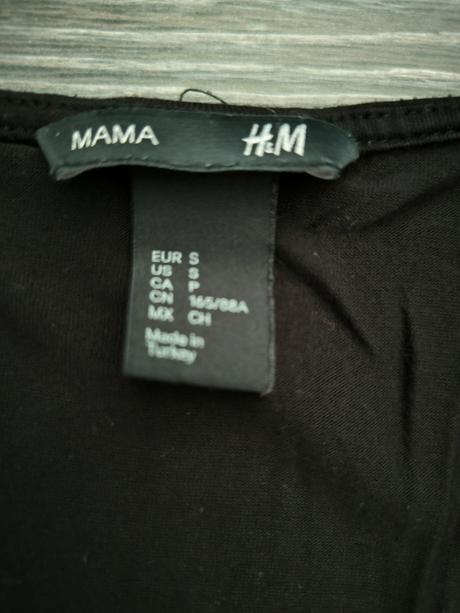 MAMA H&M
EUR S
US S
CA P
CN 165/88A
MX CH
Made in
Turkey